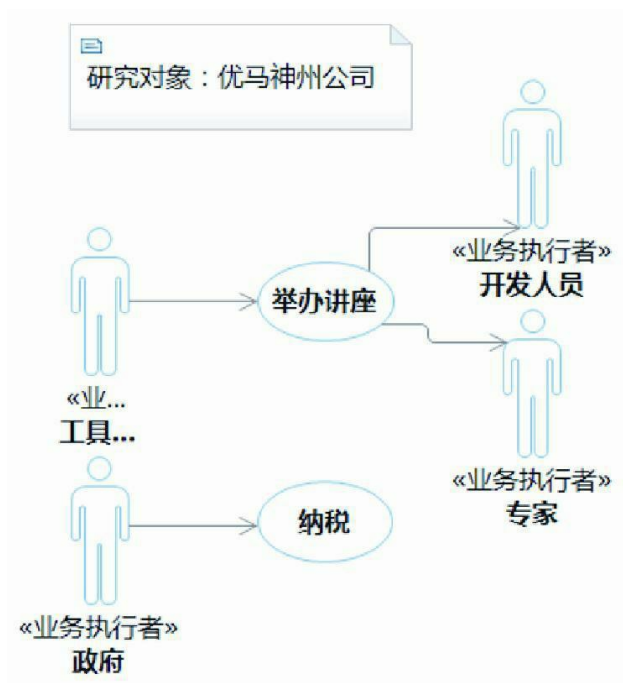 研究对象：优马神州公司
«业务执行者»
开发人员
举办讲座
«业...
工具...
«业务执行者»
专家
纳税
«业务执行者»
政府